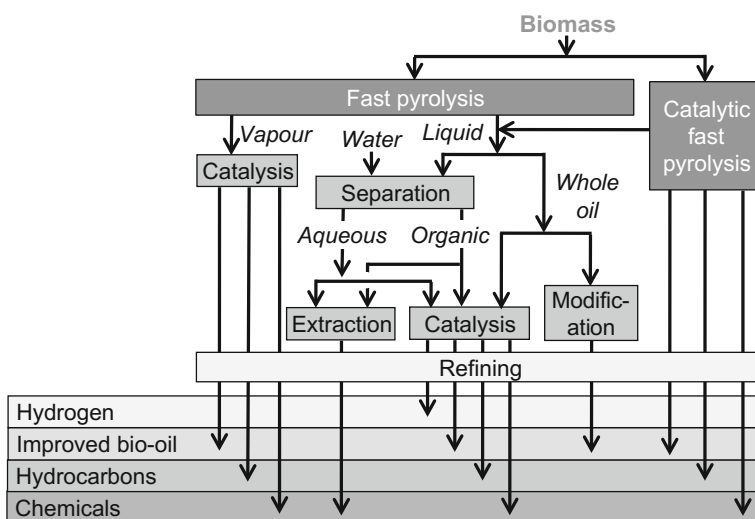 Biomass
Fast pyrolysis
Catalytic
fast
pyrolysis
Vapour
Water
Liquid
Catalysis
Separation
Whole
oil
Aqueous
Organic
Extraction
Catalysis
Modific-
ation
Refining
Hydrogen
Improved bio-oil
Hydrocarbons
Chemicals